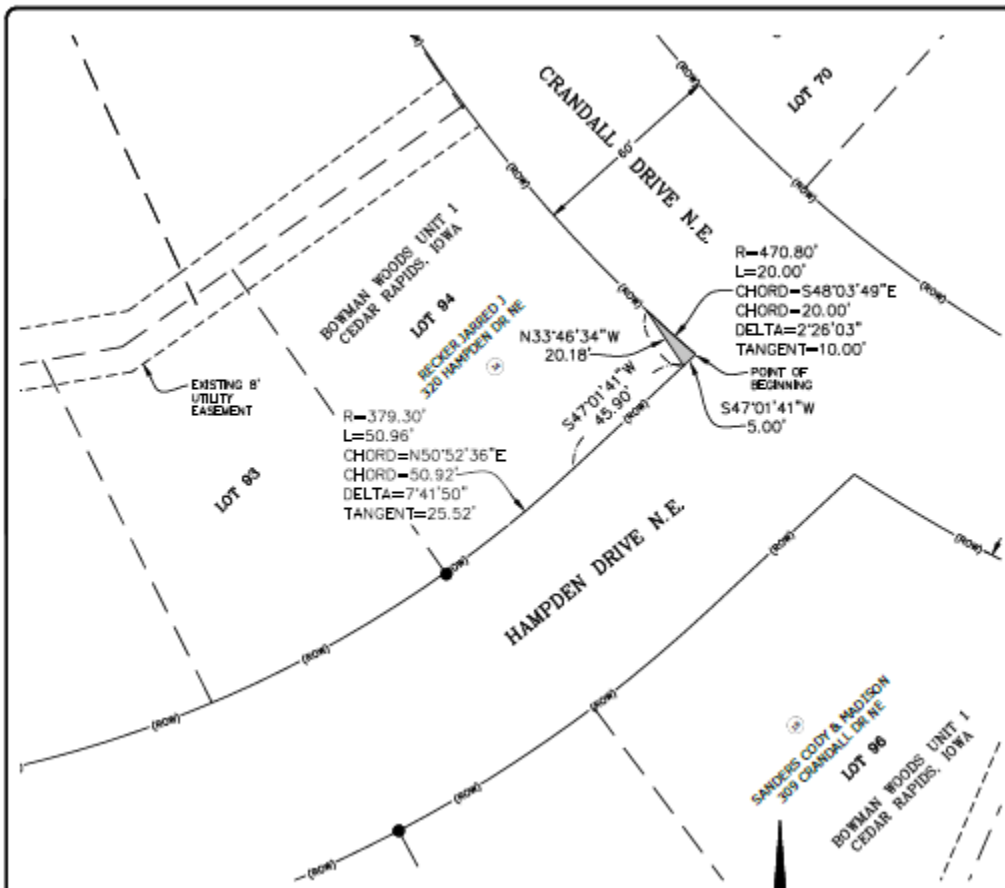 (ROW)
CRANDALL DRIVE N.E.
LOT 70
(ROW)
60'
(ROW)
(ROW)
BOWMAN WOODS UNIT 1
CEDAR RAPIDS, IOWA
LOT 94
RECKER JARRED J
320 HAMPDEN DR NE
R=470.80'
L=20.00'
CHORD=S48°03'49"E
CHORD=20.00'
DELTA=2°26'03"
TANGENT=10.00'
N33°46'34"W
20.18'
POINT OF
BEGINNING
S47°01'41"W
5.00'
S47°01'41"W
45.90'
(ROW)
EXISTING 8'
UTILITY
EASEMENT
R=379.30'
L=50.96'
CHORD=N50°52'36"E
CHORD=50.92'
DELTA=7°41'50"
TANGENT=25.52'
LOT 93
HAMPDEN DRIVE N.E.
(ROW)
(ROW)
(ROW)
(ROW)
(ROW)
(ROW)
(ROW)
(ROW)
SANDERS CODY & MADISON
309 CRANDALL DR NE
LOT 96
BOWMAN WOODS UNIT 1
CEDAR RAPIDS, IOWA